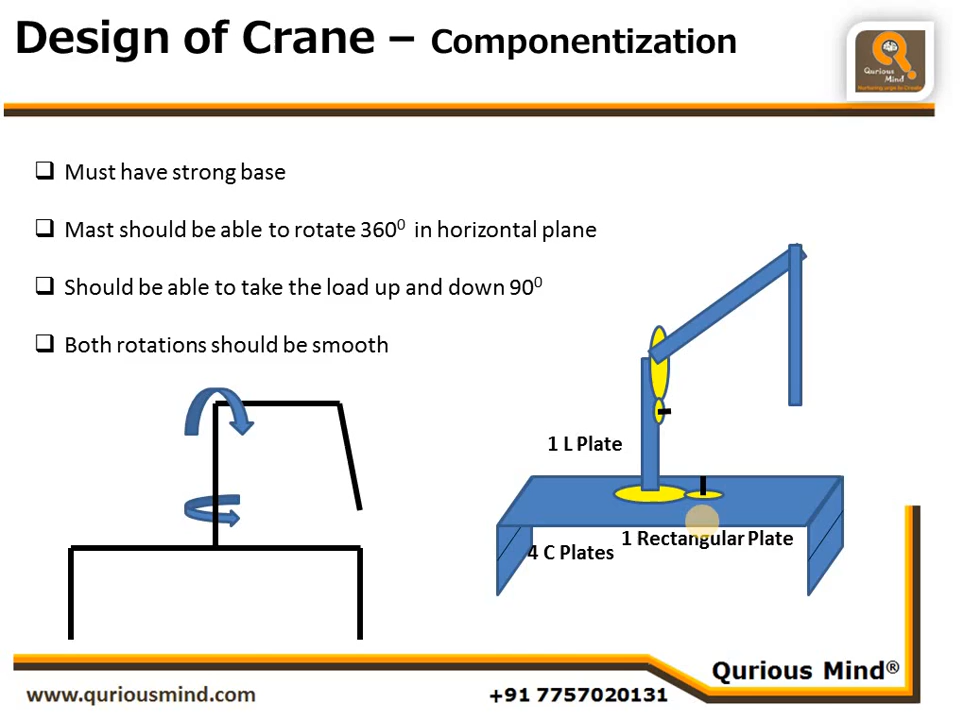 Design of Crane – Componentization
Qurious
Mind
❑ Must have strong base
❑ Mast should be able to rotate 360⁰ in horizontal plane
❑ Should be able to take the load up and down 90⁰
❑ Both rotations should be smooth
1 L Plate
1 Rectangular Plate
4 C Plates
Qurious Mind®
www.quriousmind.com
+91 7757020131